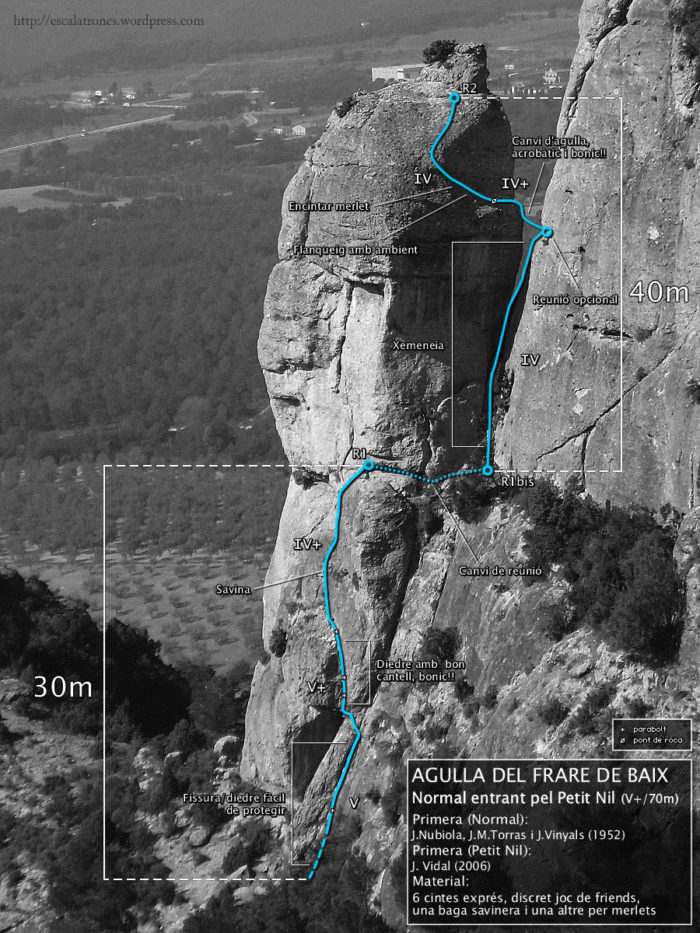 http://escalatroncs.wordpress.com
R2
Canvi d'agulla,
acrobàtic i bonic!!
IV
IV+
Encintar merlet
Flanqueig amb ambient
Reunió opcional
40m
Xemeneia
IV
R1
R1bis
IV+
Canvi de reunió
Savina
Diedre amb bon
cantell, bonic!!
30m
V+
parabolt
pont de roca
Fissura/diedre fàcil
de protegir
V
AGULLA DEL FRARE DE BAIX
Normal entrant pel Petit Nil (V+/70m)
Primera (Normal):
J.Nubiola, J.M.Torras i J.Vinyals (1952)
Primera (Petit Nil):
J. Vidal (2006)
Material:
6 cintes exprés, discret joc de friends,
una baga savinera i una altre per merlets